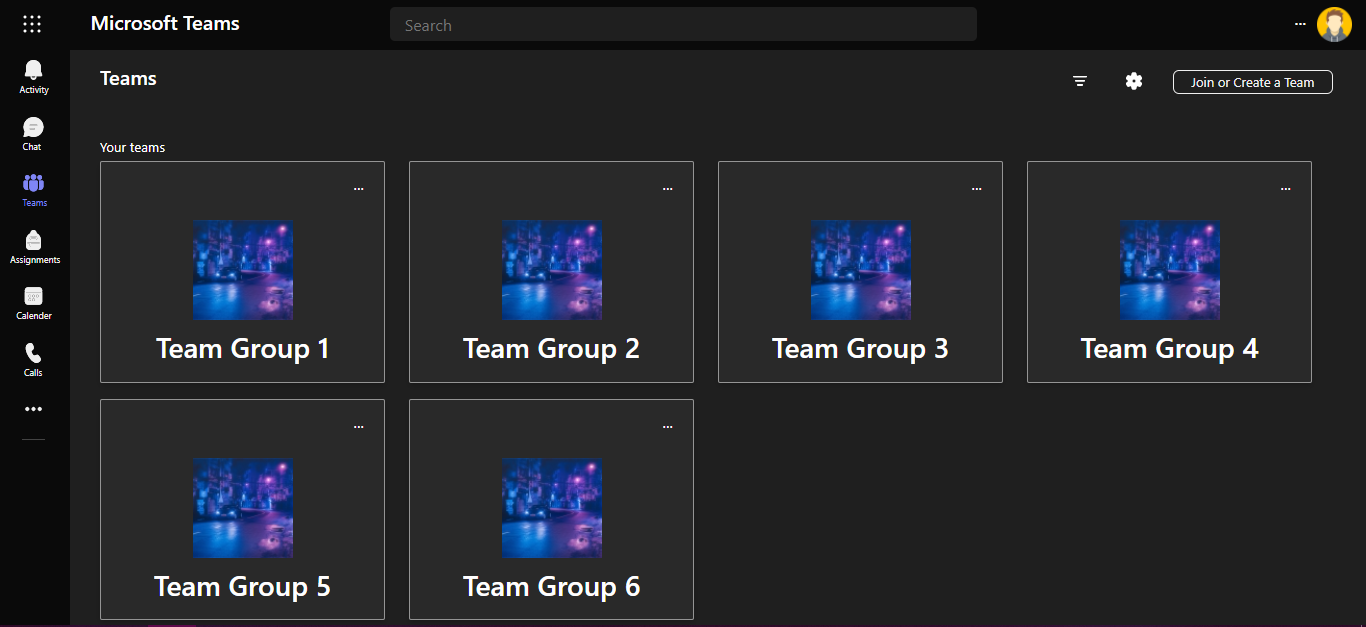 Microsoft Teams
Search
Activity
Chat
Teams
Assignments
Calender
Calls
Teams
Join or Create a Team
Your teams
Team Group 1
Team Group 2
Team Group 3
Team Group 4
Team Group 5
Team Group 6